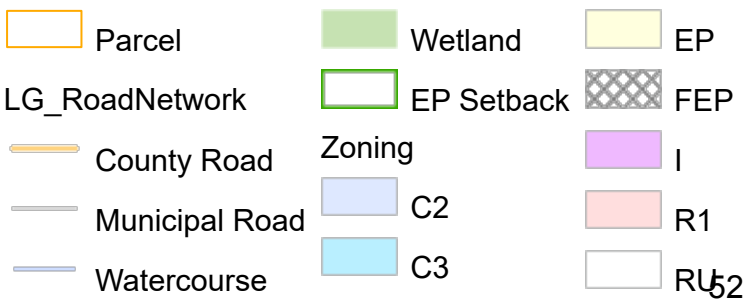 Parcel
LG_RoadNetwork
County Road
Municipal Road
Watercourse
Wetland
EP Setback
Zoning
C2
C3
EP
FEP
I
R1
RU
52